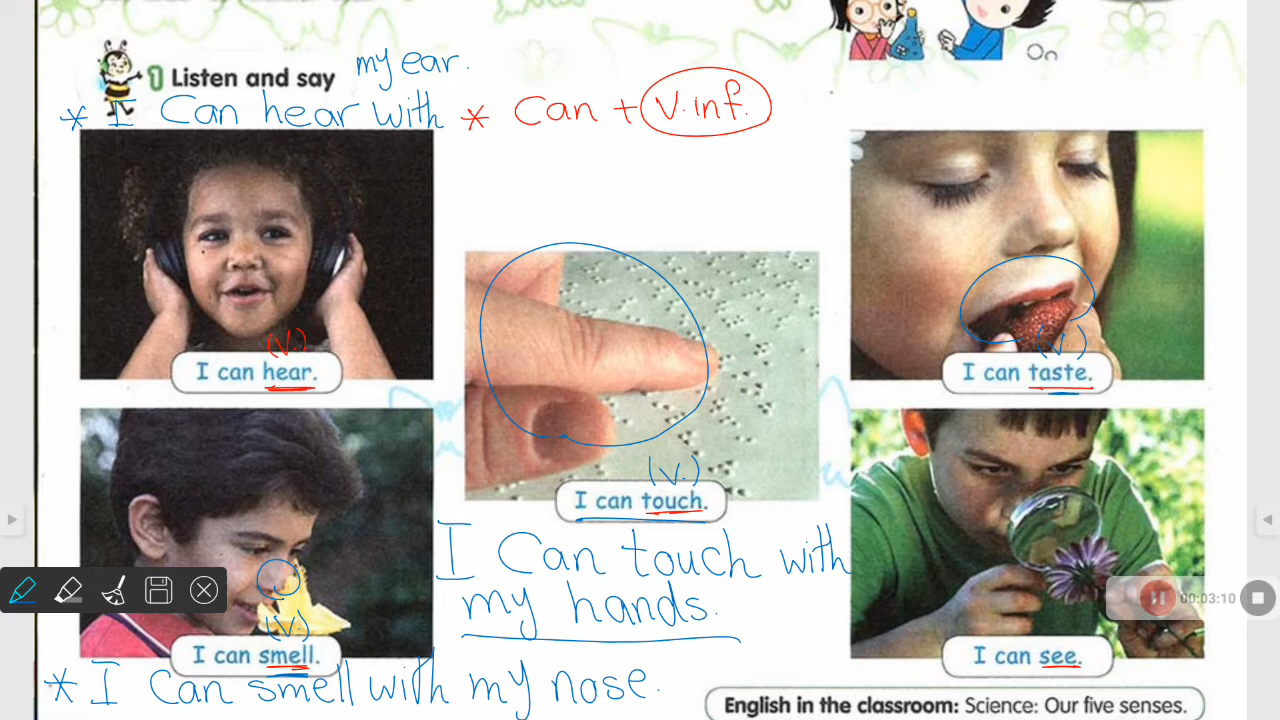 1 Listen and say
my ear.
* I Can hear with
* Can + V.inf.
(V.)
I can hear.
(V.)
I can taste.
(V.)
I can touch.
I Can touch with
my hands.
00:03:10
(V.)
I can smell.
I can see.
* I Can smell with my nose.
English in the classroom: Science: Our five senses.